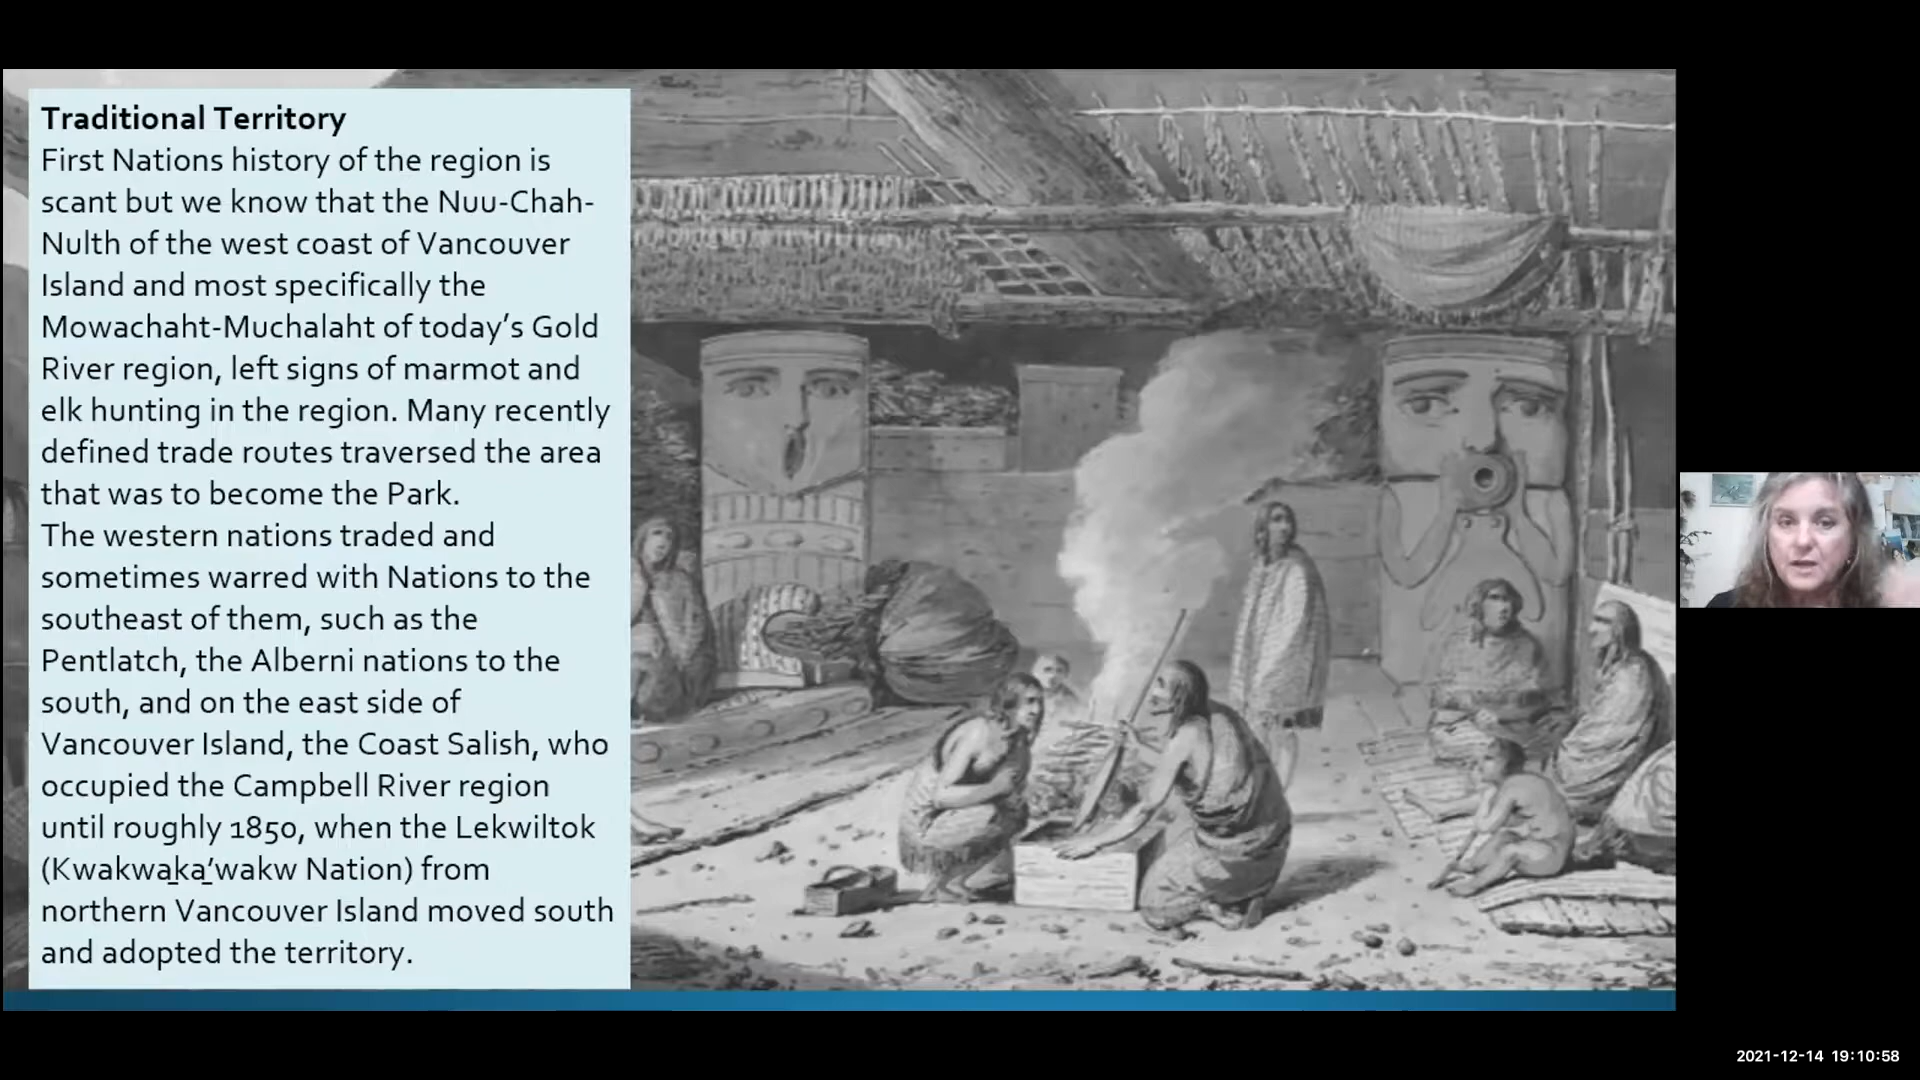 Traditional Territory
First Nations history of the region is
scant but we know that the Nuu-Chah-
Nulth of the west coast of Vancouver
Island and most specifically the
Mowachaht-Muchalaht of today’s Gold
River region, left signs of marmot and
elk hunting in the region. Many recently
defined trade routes traversed the area
that was to become the Park.
The western nations traded and
sometimes warred with Nations to the
southeast of them, such as the
Pentlatch, the Alberni nations to the
south, and on the east side of
Vancouver Island, the Coast Salish, who
occupied the Campbell River region
until roughly 1850, when the Lekwiltok
(Kwakwa̱ka̱’wakw Nation) from
northern Vancouver Island moved south
and adopted the territory.
2021-12-14 19:10:58